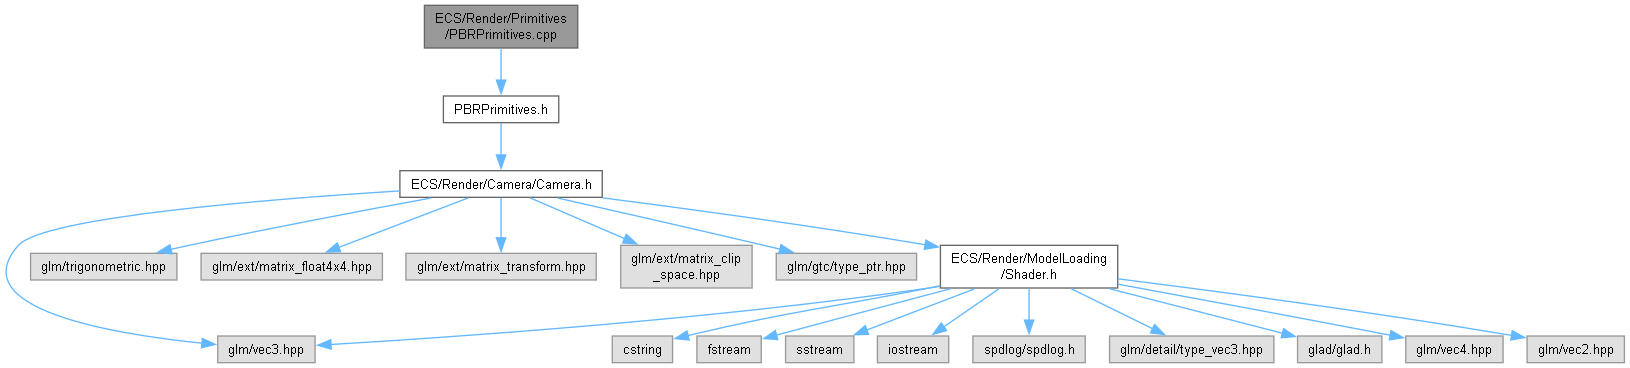 ECS/Render/Primitives
/PBRPrimitives.cpp
PBRPrimitives.h
ECS/Render/Camera/Camera.h
glm/trigonometric.hpp
glm/ext/matrix_float4x4.hpp
glm/ext/matrix_transform.hpp
glm/ext/matrix_clip
_space.hpp
glm/gtc/type_ptr.hpp
ECS/Render/ModelLoading
/Shader.h
glm/vec3.hpp
cstring
fstream
sstream
iostream
spdlog/spdlog.h
glm/detail/type_vec3.hpp
glad/glad.h
glm/vec4.hpp
glm/vec2.hpp